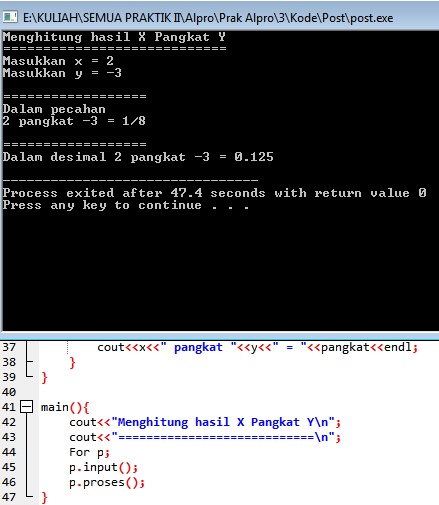 E:\KULIAH\SEMUA PRAKTIK II\Alpro\Prak Alpro\3\Kode\Post\post.exe
Menghitung hasil X Pangkat Y
============================
Masukkan x = 2
Masukkan y = -3
==================
Dalam pecahan
2 pangkat -3 = 1/8
==================
Dalam desimal 2 pangkat -3 = 0.125
--------------------------------
Process exited after 47.4 seconds with return value 0
Press any key to continue . . .
37 cout<<x<<" pangkat "<<y<<" = "<<pangkat<<endl;
38 }
39 }
40
41 main(){
42 cout<<"Menghitung hasil X Pangkat Y\n";
43 cout<<"============================\n";
44 For p;
45 p.input();
46 p.proses();
47 }